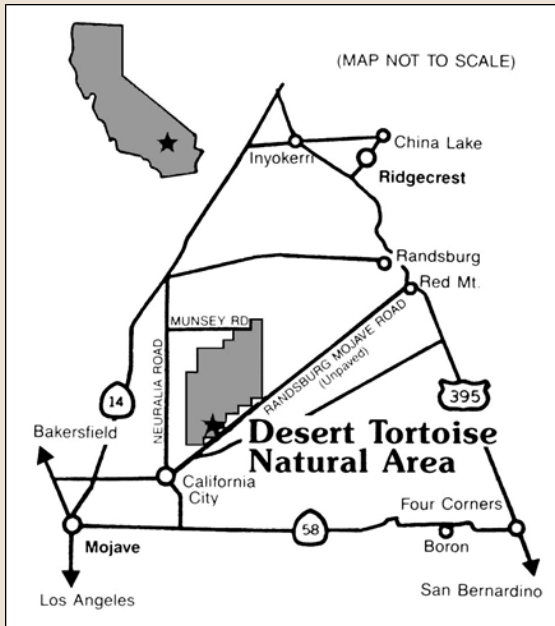 (MAP NOT TO SCALE)
China Lake
Inyokerri
Ridgecrest
Randsburg
Red Mt.
MUNSEY RD
NEURALIA ROAD
RANDSBURG MOJAVE ROAD
(Unpaved)
14
395
Bakersfield
Desert Tortoise
Natural Area
California
City
Four Corners
58
Mojave
Boron
San Bernardino
Los Angeles